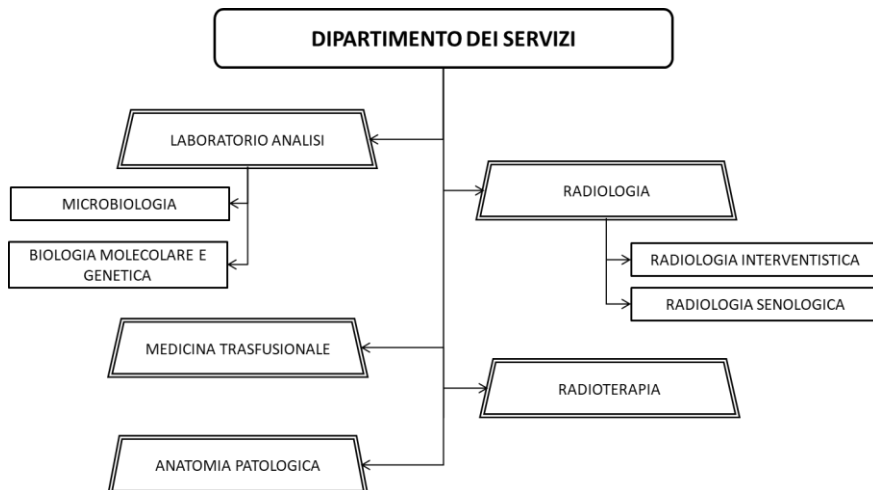 DIPARTIMENTO DEI SERVIZI
LABORATORIO ANALISI
MICROBIOLOGIA
BIOLOGIA MOLECOLARE E
GENETICA
RADIOLOGIA
RADIOLOGIA INTERVENTISTICA
RADIOLOGIA SENOLOGICA
MEDICINA TRASFUSIONALE
RADIOTERAPIA
ANATOMIA PATOLOGICA